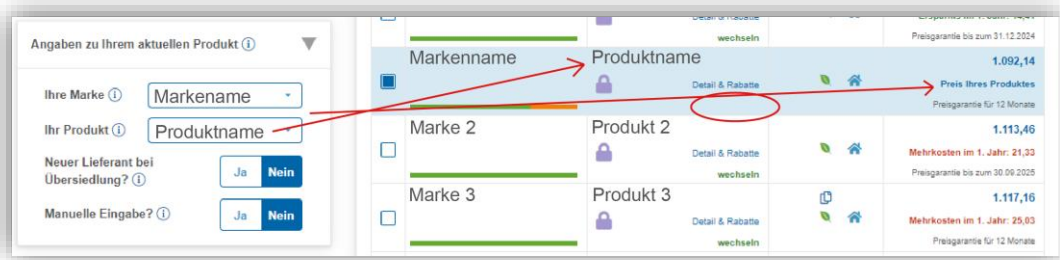 Angaben zu Ihrem aktuellen Produkt
Ihre Marke
Markename
Ihr Produkt
Produktname
Neuer Lieferant bei
Übersiedlung?
Ja Nein
Manuelle Eingabe?
Ja Nein
Detail & Rabatte
wechseln
Preisgarantie bis zum 31.12.2024
Markenname Produktname
1.092,14
Detail & Rabatte
Preis Ihres Produktes
Preisgarantie für 12 Monate
Marke 2 Produkt 2
1.113,46
Detail & Rabatte
Mehrkosten im 1. Jahr: 21,33
wechseln
Preisgarantie bis zum 30.09.2025
Marke 3 Produkt 3
1.117,16
Detail & Rabatte
Mehrkosten im 1. Jahr: 25,03
wechseln
Preisgarantie für 12 Monate